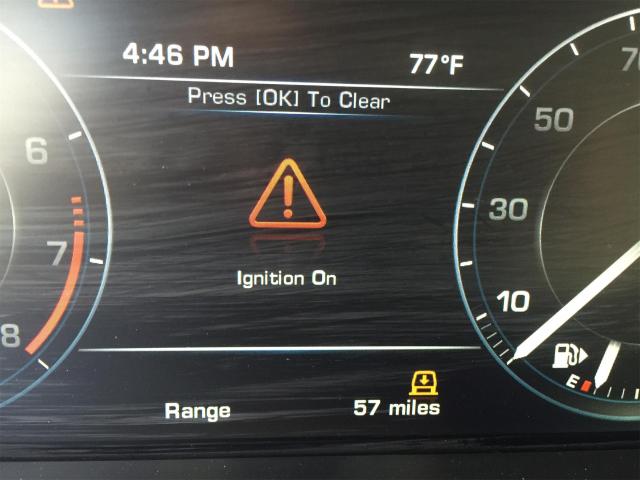 4:46 PM 77°F
Press [OK] To Clear
6
7
8
Ignition On
70
50
30
10
E
Range 57 miles